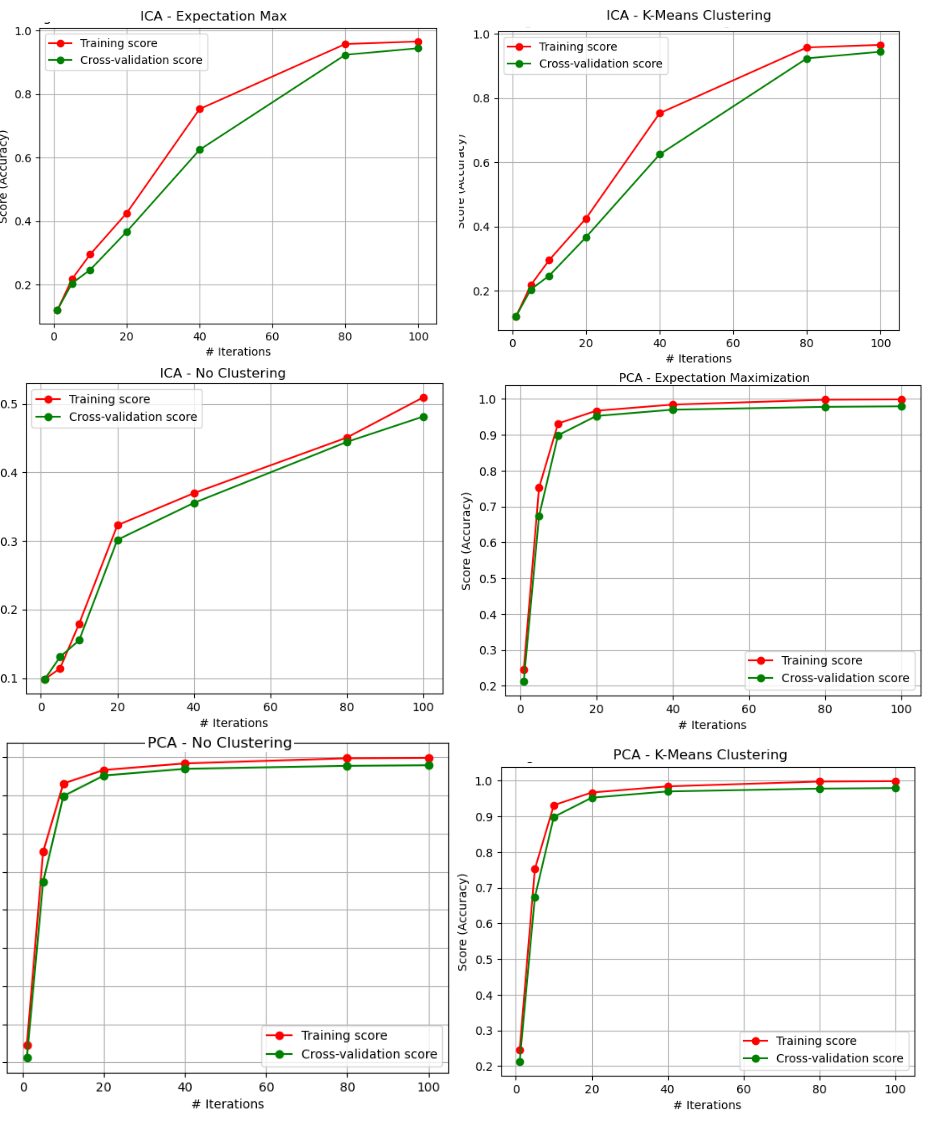 ICA - Expectation Max
1.0
0.8
0.6
0.4
0.2
Score (Accuracy)
Training score
Cross-validation score
0 20 40 60 80 100
# Iterations
ICA - K-Means Clustering
1.0
0.8
0.6
0.4
0.2
Score (Accuracy)
Training score
Cross-validation score
0 20 40 60 80 100
# Iterations
ICA - No Clustering
0.5
0.4
0.3
0.2
0.1
Training score
Cross-validation score
0 20 40 60 80 100
# Iterations
PCA - Expectation Maximization
1.0
0.9
0.8
0.7
0.6
0.5
0.4
0.3
0.2
Score (Accuracy)
Training score
Cross-validation score
0 20 40 60 80 100
# Iterations
PCA - No Clustering
Training score
Cross-validation score
0 20 40 60 80 100
# Iterations
PCA - K-Means Clustering
1.0
0.9
0.8
0.7
0.6
0.5
0.4
0.3
0.2
Score (Accuracy)
Training score
Cross-validation score
0 20 40 60 80 100
# Iterations